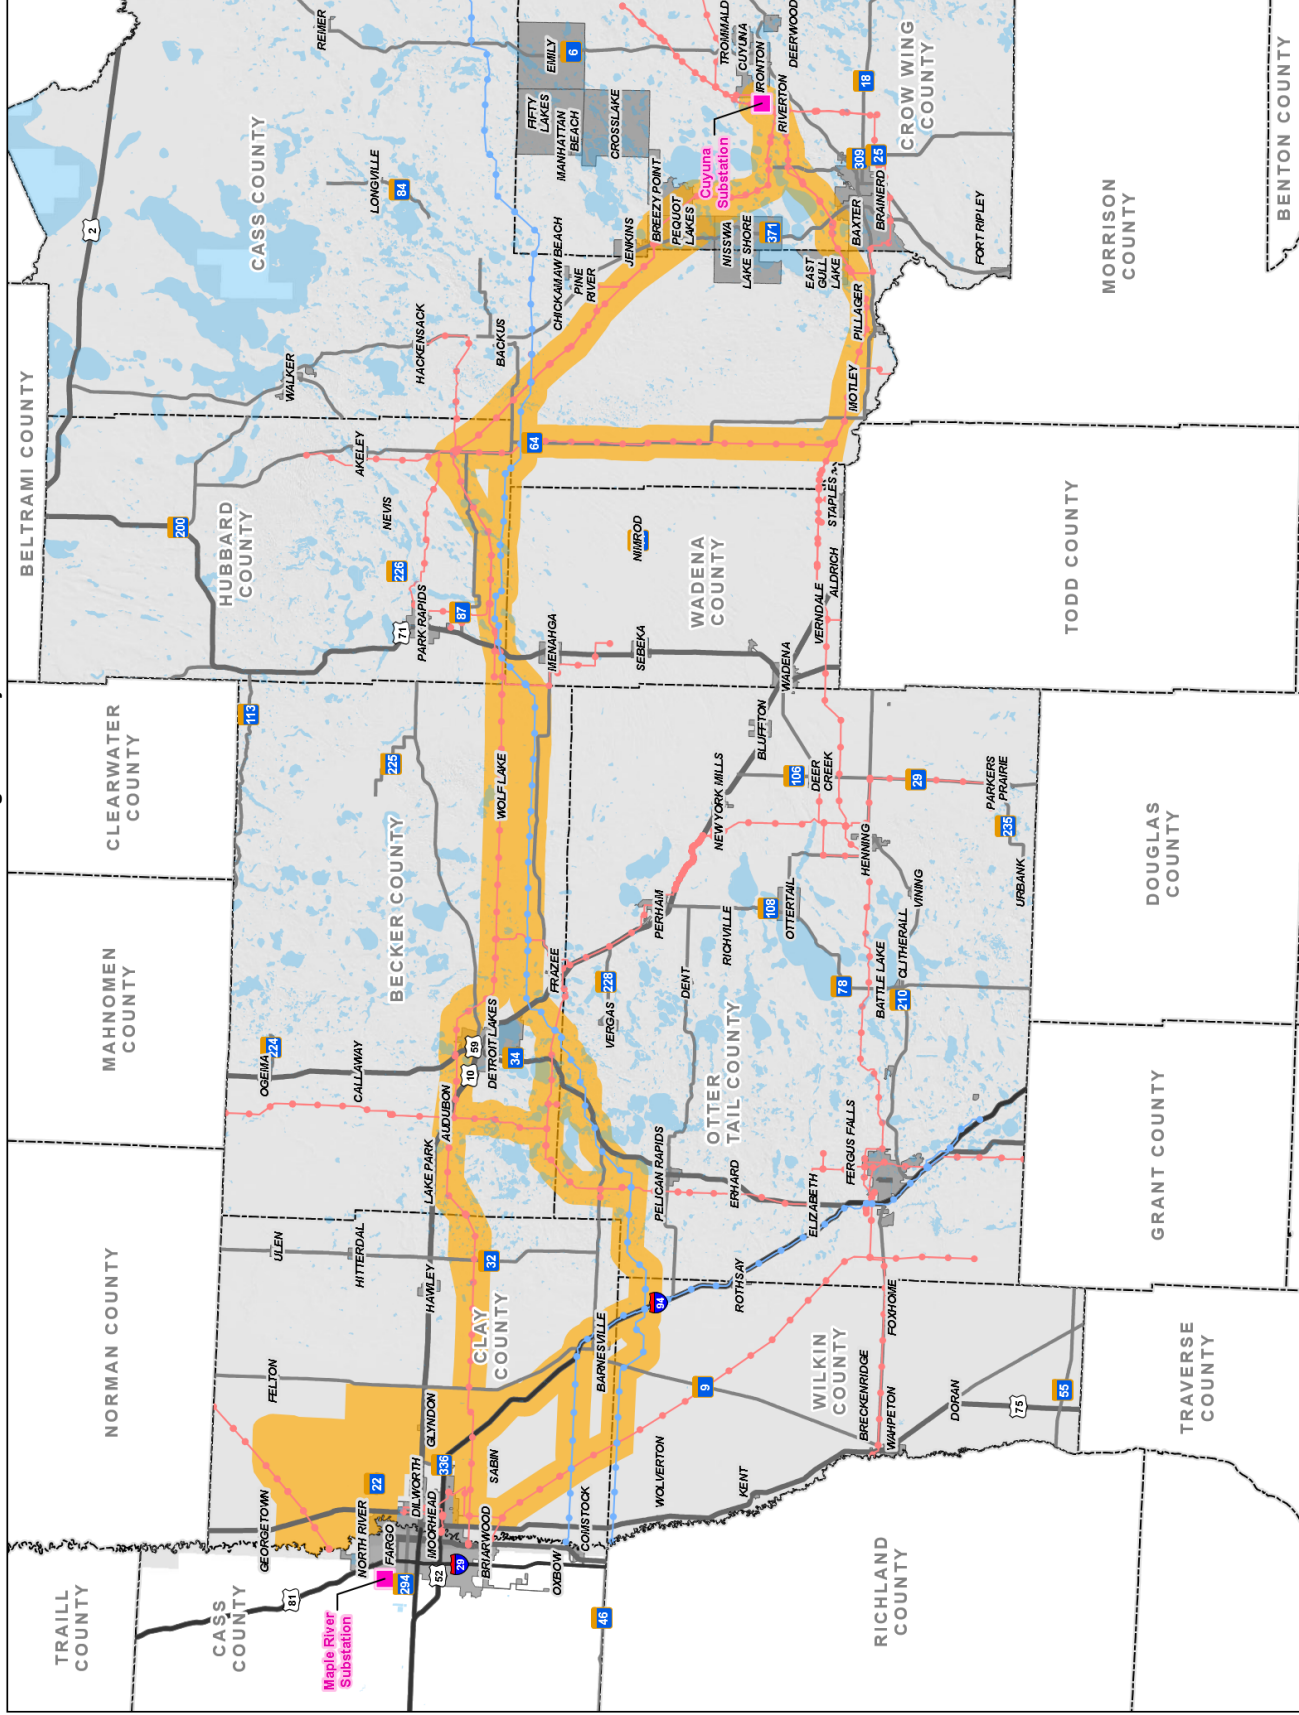 TRAILL
COUNTY
CASS
COUNTY
81
Maple River
Substation
294
52
29
46
RICHLAND
COUNTY
NORMAN COUNTY
MAHNOMEN
COUNTY
CLEARWATER
COUNTY
BELTRAMI COUNTY
GEORGETOWN
FELTON
ULEN
HITTERDAL
22
NORTH RIVER
FARGO
DILWORTH
MOORHEAD
GLYNDON
336
HAWLEY
LAKE PARK
AUDUBON
SABIN
BRIARWOOD
OXBOW
COMSTOCK
CLAY
COUNTY
32
BARNESVILLE
94
WOLVERTON
KENT
9
ROTHSAY
WILKIN
COUNTY
BRECKENRIDGE
WAHPETON
FOXHOME
DORAN
75
55
TRAVERSE
COUNTY
GRANT COUNTY
DOUGLAS
COUNTY
TODD COUNTY
MORRISON
COUNTY
BENTON COUNTY
OGEMA
224
CALLAWAY
BECKER COUNTY
113
225
10
59
DETROIT LAKES
34
FRAZEE
WOLF LAKE
VERGAS
228
PERHAM
DENT
RICHVILLE
108
OTTERTAIL
NEW YORK MILLS
BLUFFTON
106
DEER
CREEK
29
HENNING
VINING
CLITHERALL
BATTLE LAKE
78
210
PARKERS
PRAIRIE
235
URBANK
OTTER
TAIL COUNTY
PELICAN RAPIDS
ERHARD
ELIZABETH
FERGUS FALLS
HUBBARD
COUNTY
200
2
71
PARK RAPIDS
226
NEVIS
AKELEY
87
MENAHGA
SEBEKA
NIMROD
WADENA
COUNTY
WADENA
VERNDALE
ALDRICH
STAPLES
64
MOTLEY
PILLAGER
CASS COUNTY
WALKER
HACKENSACK
BACKUS
LONGVILLE
84
REMER
CHICKAMAW BEACH
PINE
RIVER
JENKINS
BREEZY POINT
PEQUOT
LAKES
NISSWA
LAKE SHORE
371
EAST
GULL
LAKE
BAXTER
BRAINERD
309
25
18
FORT RIPLEY
CROW WING
COUNTY
EMILY
6
FIFTY
LAKES
MANHATTAN
BEACH
CROSSLAKE
Cuyuna
Substation
TROMMALD
CUYUNA
IRONTON
RIVERTON
DEERWOOD